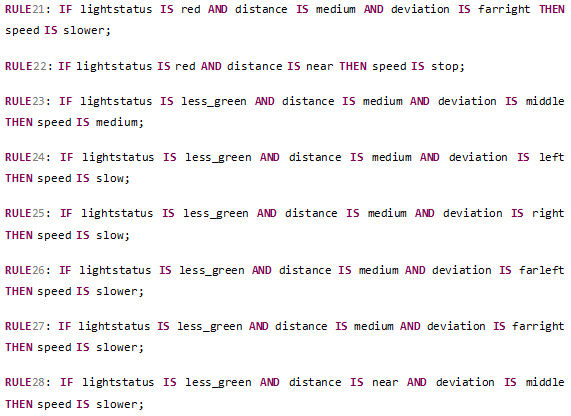 RULE21: IF lightstatus IS red AND distance IS medium AND deviation IS farright THEN
speed IS slower;
RULE22: IF lightstatus IS red AND distance IS near THEN speed IS stop;
RULE23: IF lightstatus IS less_green AND distance IS medium AND deviation IS middle
THEN speed IS medium;
RULE24: IF lightstatus IS less_green AND distance IS medium AND deviation IS left
THEN speed IS slow;
RULE25: IF lightstatus IS less_green AND distance IS medium AND deviation IS right
THEN speed IS slow;
RULE26: IF lightstatus IS less_green AND distance IS medium AND deviation IS farleft
THEN speed IS slower;
RULE27: IF lightstatus IS less_green AND distance IS medium AND deviation IS farright
THEN speed IS slower;
RULE28: IF lightstatus IS less_green AND distance IS near AND deviation IS middle
THEN speed IS slower;